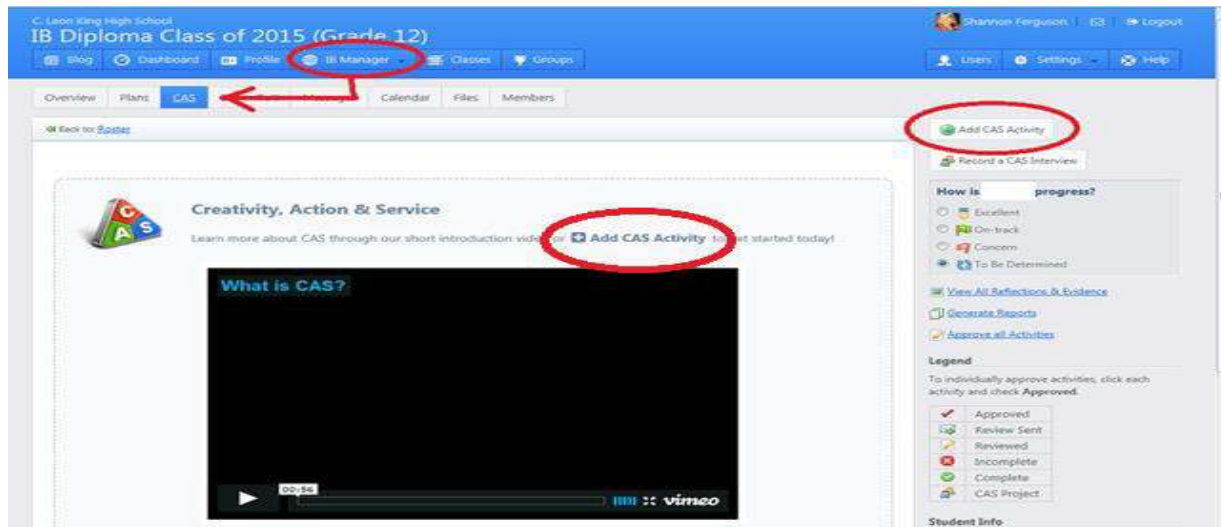 C. Leon King High School
IB Diploma Class of 2015 (Grade 12)
Shannon Ferguson
Logout
Blog
Dashboard
Profile
IB Manager
Classes
Groups
Users
Settings
Help
Overview
Plans
CAS
Calendar
Files
Members
Back to: Roster
Creativity, Action & Service
Learn more about CAS through our short introduction video or Add CAS Activity to get started today!
What is CAS?
00:56
vimeo
Add CAS Activity
Record a CAS Interview
How is progress?
Excellent
On-track
Concern
To Be Determined
View All Reflections & Evidence
Generate Reports
Approve all Activities
Legend
To individually approve activities, click each
activity and check Approved.
Approved
Review Sent
Reviewed
Incomplete
Complete
CAS Project
Student Info
C
A
S